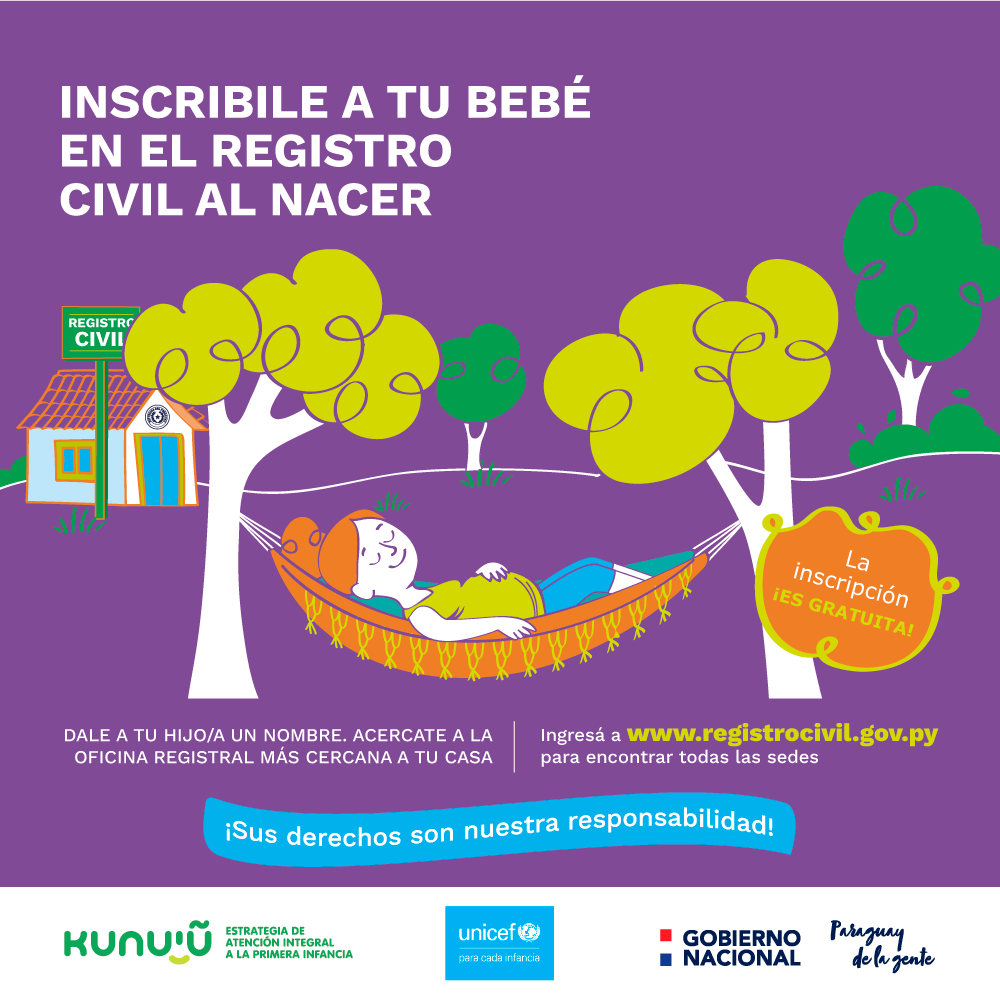 INSCRIBILE A TU BEBÉ
EN EL REGISTRO
CIVIL AL NACER
REGISTRO
CIVIL
La
inscripción
¡ES GRATUITA!
DALE A TU HIJO/A UN NOMBRE. ACERCATE A LA
OFICINA REGISTRAL MÁS CERCANA A TU CASA
Ingresá a www.registrocivil.gov.py
para encontrar todas las sedes
¡Sus derechos son nuestra responsabilidad!
KUNU'Ũ
ESTRATEGIA DE
ATENCIÓN INTEGRAL
A LA PRIMERA INFANCIA
unicef
para cada infancia
GOBIERNO
NACIONAL
Paraguay
de la gente